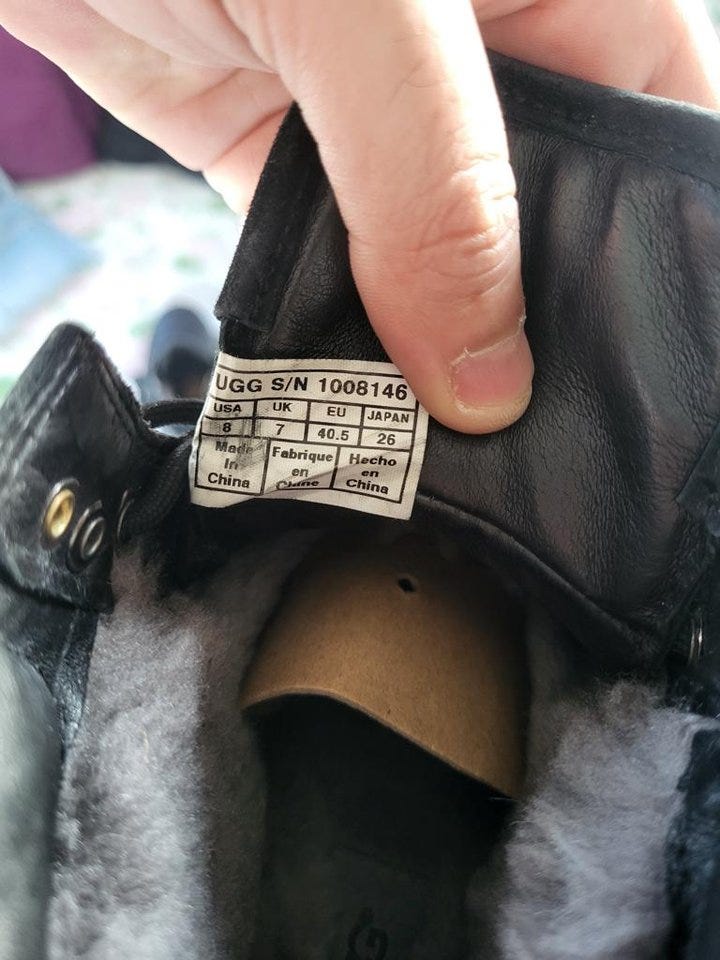 UGG S/N 1008146
USA UK EU JAPAN
8 7 40.5 26
Made In China
Fabrique en Chine
Hecho en China